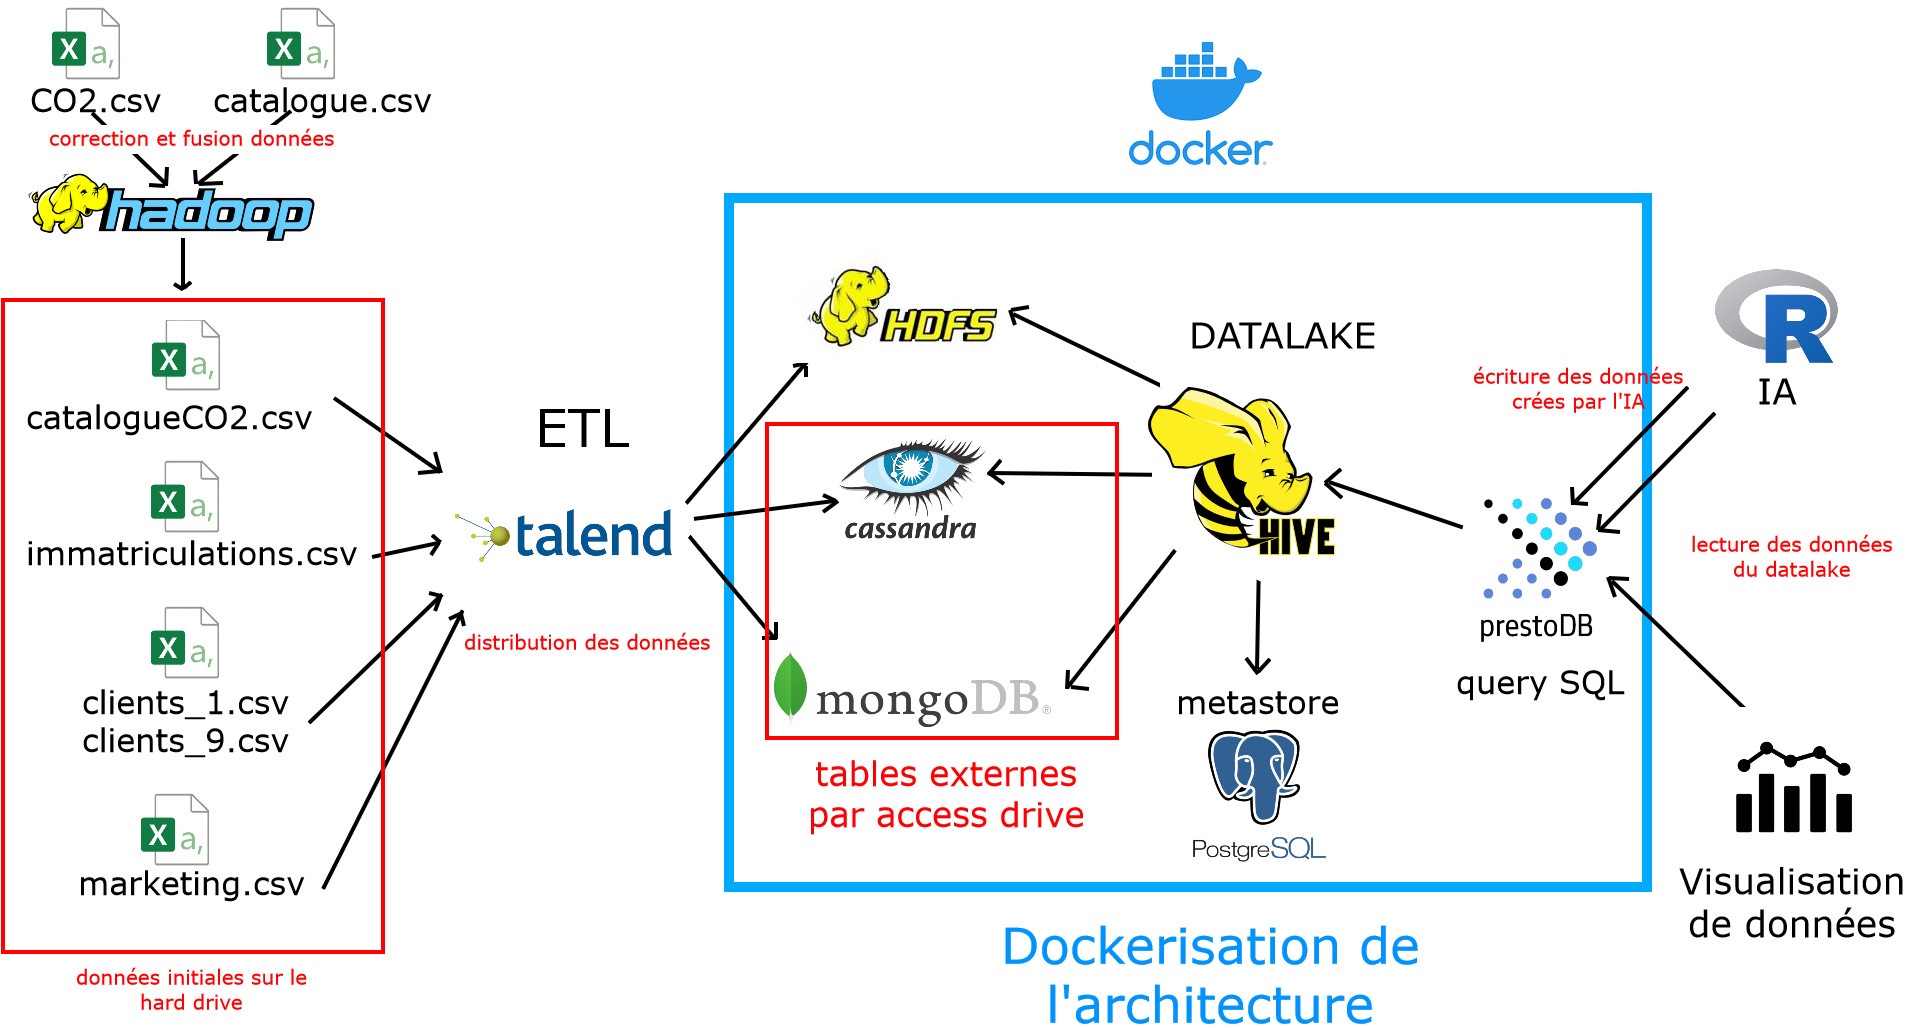 CO2.csv
catalogue.csv
correction et fusion données
hadoop
catalogueCO2.csv
immatriculations.csv
clients_1.csv
clients_9.csv
marketing.csv
données initiales sur le
hard drive
ETL
talend
distribution des données
docker
HDFS
cassandra
mongoDB®
tables externes
par access drive
DATALAKE
HIVE
metastore
PostgreSQL
écriture des données
crées par l'IA
prestoDB
query SQL
R
IA
lecture des données
du datalake
Visualisation
de données
Dockerisation de
l'architecture
X a,
X a,
X a,
X a,
X a,
X a,